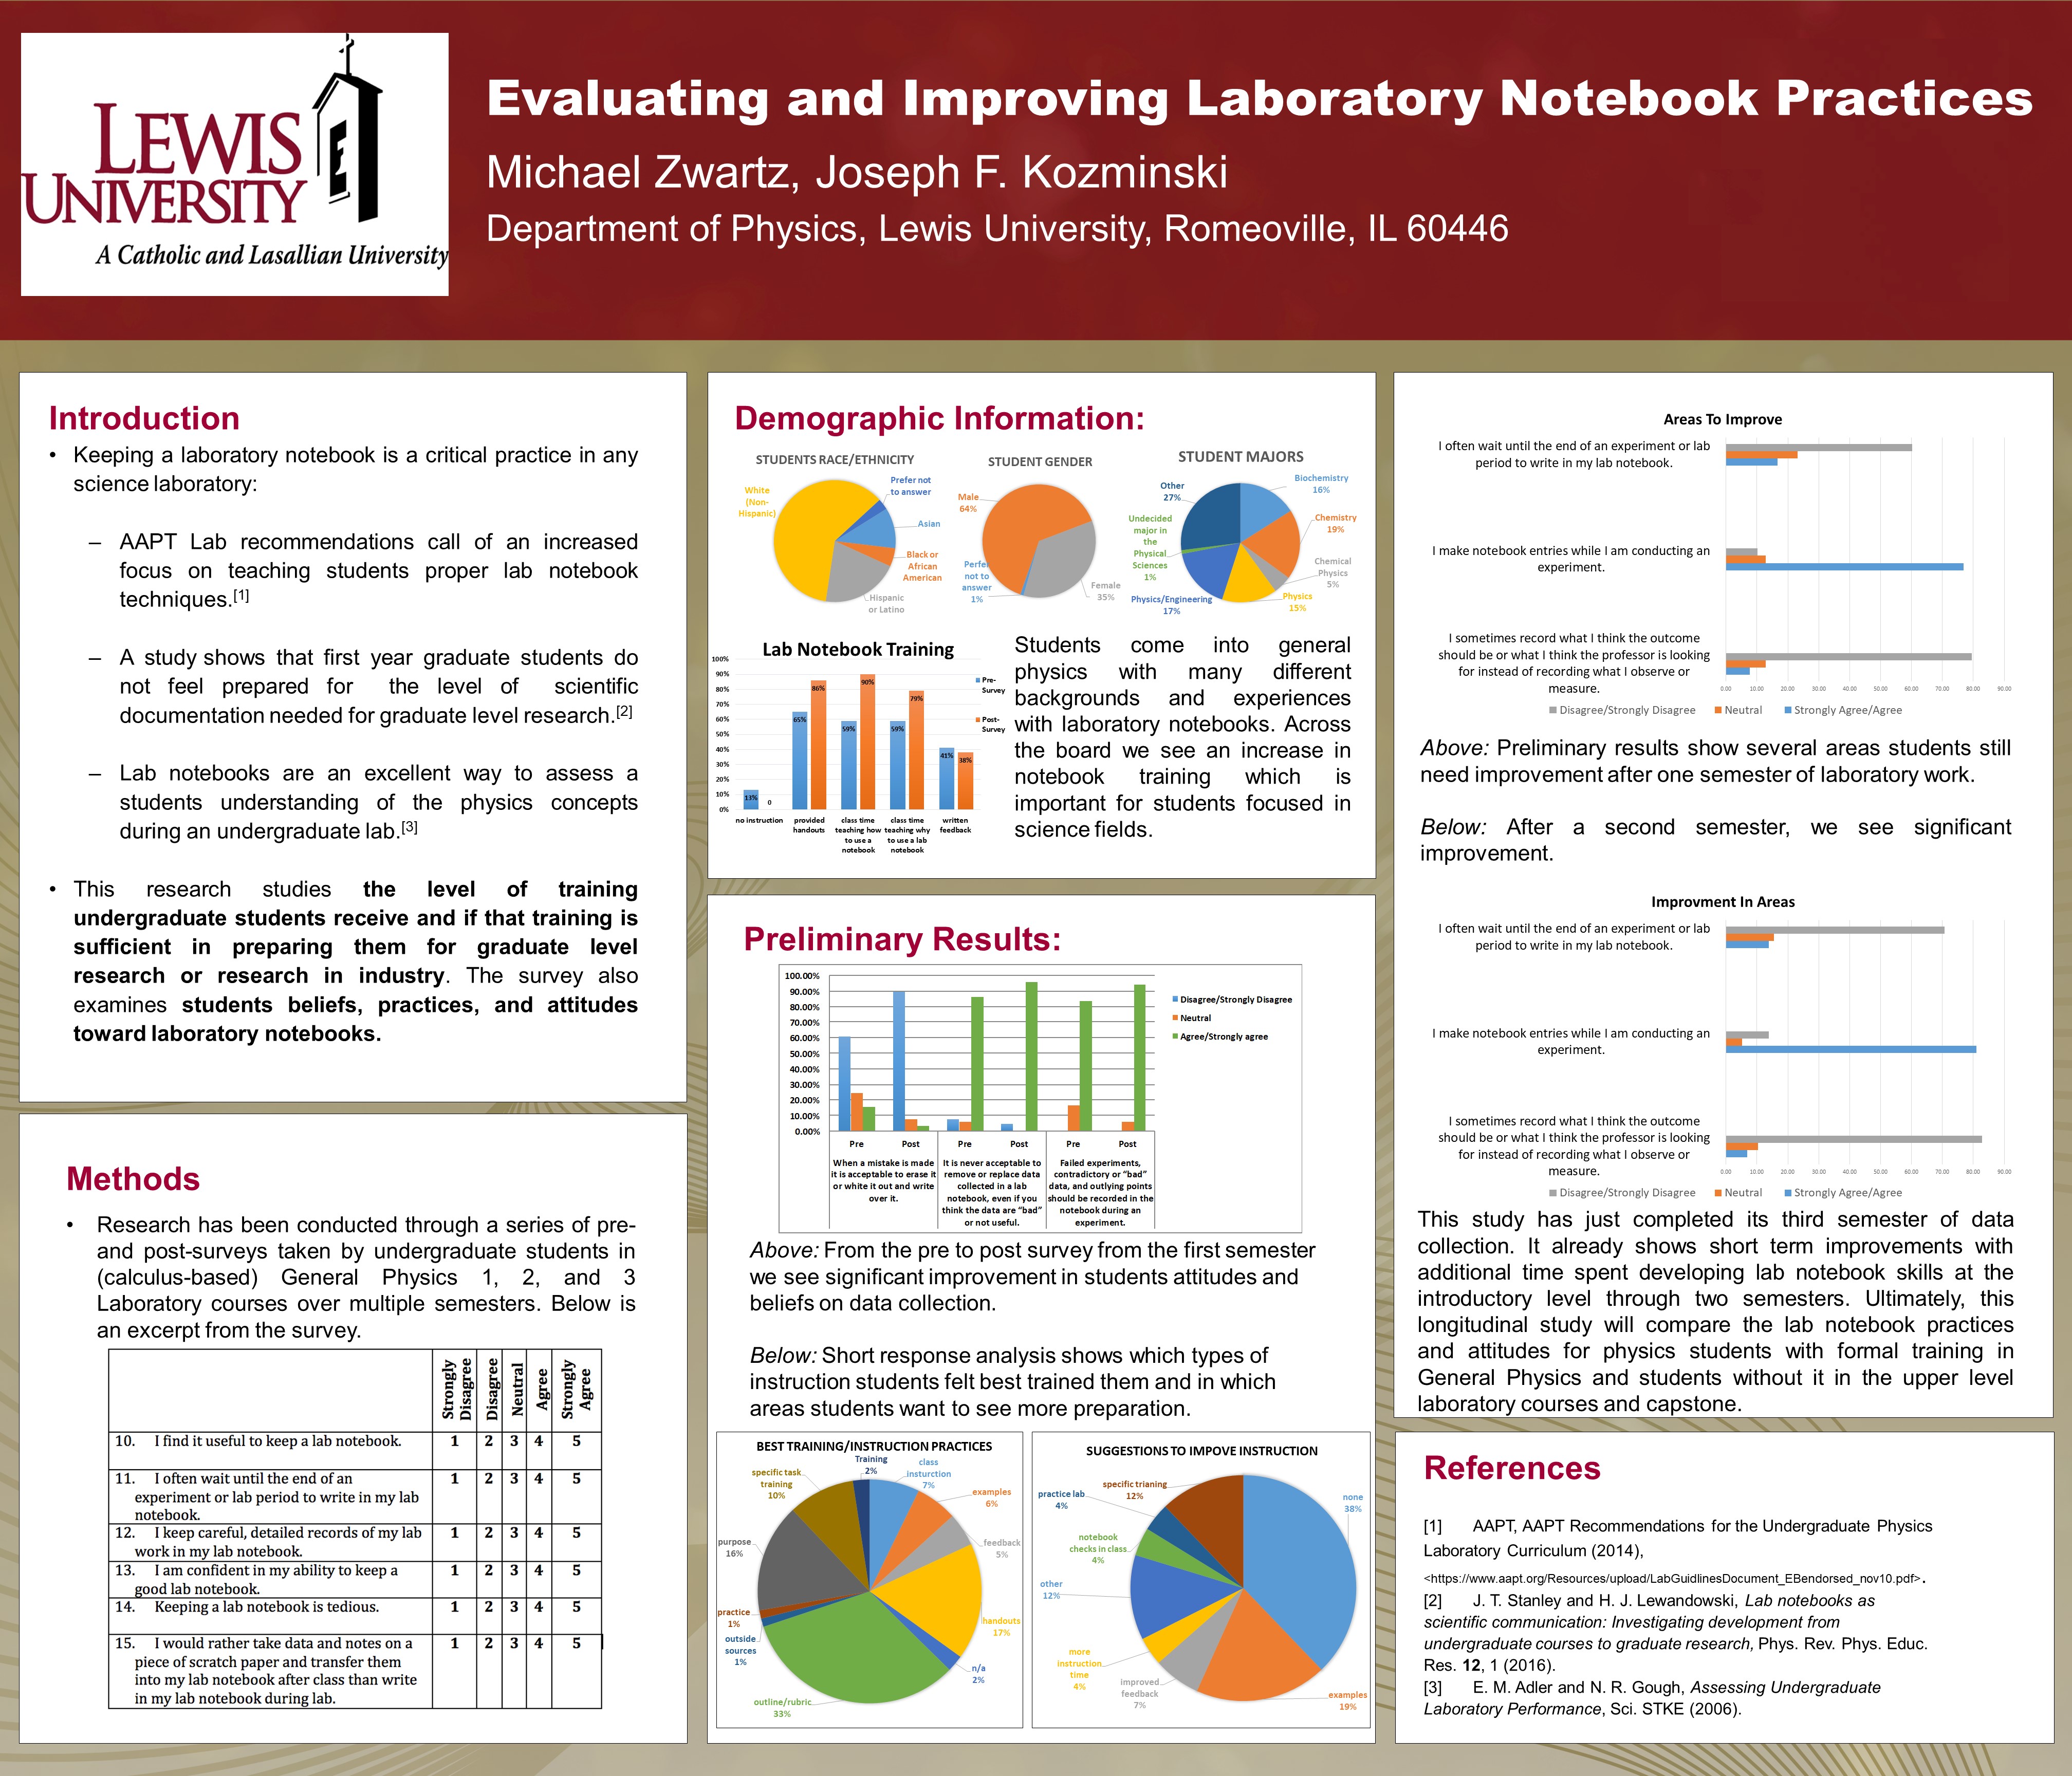 LEWIS
UNIVERSITY
A Catholic and Lasallian University
Evaluating and Improving Laboratory Notebook Practices
Michael Zwartz, Joseph F. Kozminski
Department of Physics, Lewis University, Romeoville, IL 60446
Introduction
• Keeping a laboratory notebook is a critical practice in any
science laboratory:
– AAPT Lab recommendations call of an increased
focus on teaching students proper lab notebook
techniques.[1]
– A study shows that first year graduate students do
not feel prepared for the level of scientific
documentation needed for graduate level research.[2]
– Lab notebooks are an excellent way to assess a
students understanding of the physics concepts
during an undergraduate lab.[3]
• This research studies the level of training
undergraduate students receive and if that training is
sufficient in preparing them for graduate level
research or research in industry. The survey also
examines students beliefs, practices, and attitudes
toward laboratory notebooks.
Methods
• Research has been conducted through a series of pre-
and post-surveys taken by undergraduate students in
(calculus-based) General Physics 1, 2, and 3
Laboratory courses over multiple semesters. Below is
an excerpt from the survey.
Strongly Disagree
Disagree
Neutral
Agree
Strongly Agree
10. I find it useful to keep a lab notebook. 1 2 3 4 5
11. I often wait until the end of an 1 2 3 4 5
experiment or lab period to write in my lab
notebook.
12. I keep careful, detailed records of my lab 1 2 3 4 5
work in my lab notebook.
13. I am confident in my ability to keep a 1 2 3 4 5
good lab notebook.
14. Keeping a lab notebook is tedious. 1 2 3 4 5
15. I would rather take data and notes on a 1 2 3 4 5
piece of scratch paper and transfer them
into my lab notebook after class than write
in my lab notebook during lab.
Demographic Information:
STUDENTS RACE/ETHNICITY
White
(Non-
Hispanic)
Prefer not
to answer
Asian
Black or
African
American
Hispanic
or Latino
STUDENT GENDER
Male
64%
Perfer
not to
answer
1%
Female
35%
STUDENT MAJORS
Other
27%
Biochemistry
16%
Undecided
major in
the
Physical
Sciences
1%
Chemistry
19%
Chemical
Physics
5%
Physics/Engineering
17%
Physics
15%
Lab Notebook Training
100%
90%
80%
70%
60%
50%
40%
30%
20%
10%
0%
13%
0
65%
86%
59%
90%
59%
79%
41%
38%
Pre-
Survey
Post-
Survey
no instruction
provided
handouts
class time
teaching how
to use a
notebook
class time
teaching why
to use a lab
notebook
written
feedback
Students come into general
physics with many different
backgrounds and experiences
with laboratory notebooks. Across
the board we see an increase in
notebook training which is
important for students focused in
science fields.
Preliminary Results:
100.00%
90.00%
80.00%
70.00%
60.00%
50.00%
40.00%
30.00%
20.00%
10.00%
0.00%
Disagree/Strongly Disagree
Neutral
Agree/Strongly agree
Pre Post Pre Post Pre Post
When a mistake is made
it is acceptable to erase it
or white it out and write
over it.
It is never acceptable to
remove or replace data
collected in a lab
notebook, even if you
think the data are “bad”
or not useful.
Failed experiments,
contradictory or “bad”
data, and outlying points
should be recorded in the
notebook during an
experiment.
Above: From the pre to post survey from the first semester
we see significant improvement in students attitudes and
beliefs on data collection.
Below: Short response analysis shows which types of
instruction students felt best trained them and in which
areas students want to see more preparation.
BEST TRAINING/INSTRUCTION PRACTICES
Training
2%
class
insturction
7%
specific task
training
10%
examples
6%
feedback
5%
purpose
16%
handouts
17%
practice
1%
outside
sources
1%
n/a
2%
outline/rubric
33%
SUGGESTIONS TO IMPOVE INSTRUCTION
specific trianing
12%
practice lab
4%
none
38%
notebook
checks in class
4%
other
12%
more
instruction
time
4%
improved
feedback
7%
examples
19%
Areas To Improve
I often wait until the end of an experiment or lab
period to write in my lab notebook.
I make notebook entries while I am conducting an
experiment.
I sometimes record what I think the outcome
should be or what I think the professor is looking
for instead of recording what I observe or
measure.
0.00 10.00 20.00 30.00 40.00 50.00 60.00 70.00 80.00 90.00
Disagree/Strongly Disagree Neutral Strongly Agree/Agree
Above: Preliminary results show several areas students still
need improvement after one semester of laboratory work.
Below: After a second semester, we see significant
improvement.
Improvment In Areas
I often wait until the end of an experiment or lab
period to write in my lab notebook.
I make notebook entries while I am conducting an
experiment.
I sometimes record what I think the outcome
should be or what I think the professor is looking
for instead of recording what I observe or
measure.
0.00 10.00 20.00 30.00 40.00 50.00 60.00 70.00 80.00 90.00
Disagree/Strongly Disagree Neutral Strongly Agree/Agree
This study has just completed its third semester of data
collection. It already shows short term improvements with
additional time spent developing lab notebook skills at the
introductory level through two semesters. Ultimately, this
longitudinal study will compare the lab notebook practices
and attitudes for physics students with formal training in
General Physics and students without it in the upper level
laboratory courses and capstone.
References
[1] AAPT, AAPT Recommendations for the Undergraduate Physics
Laboratory Curriculum (2014),
<https://www.aapt.org/Resources/upload/LabGuidlinesDocument_EBendorsed_nov10.pdf>.
[2] J. T. Stanley and H. J. Lewandowski, Lab notebooks as
scientific communication: Investigating development from
undergraduate courses to graduate research, Phys. Rev. Phys. Educ.
Res. 12, 1 (2016).
[3] E. M. Adler and N. R. Gough, Assessing Undergraduate
Laboratory Performance, Sci. STKE (2006).